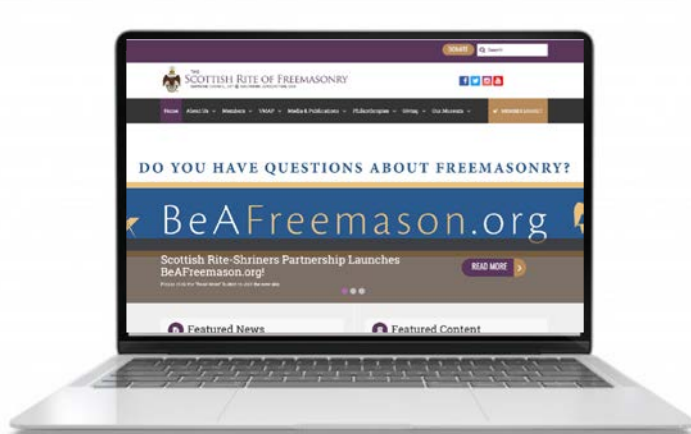 DONATE Search
THE
SCOTTISH RITE OF FREEMASONRY
Home About Us Members VMAP Media & Publications Philanthropies Giving Our Museum
DO YOU HAVE QUESTIONS ABOUT FREEMASONRY?
BeAFreemason.org
Scottish Rite-Shriners Partnership Launches
BeAFreemason.org!
READ MORE
Featured News
Featured Content